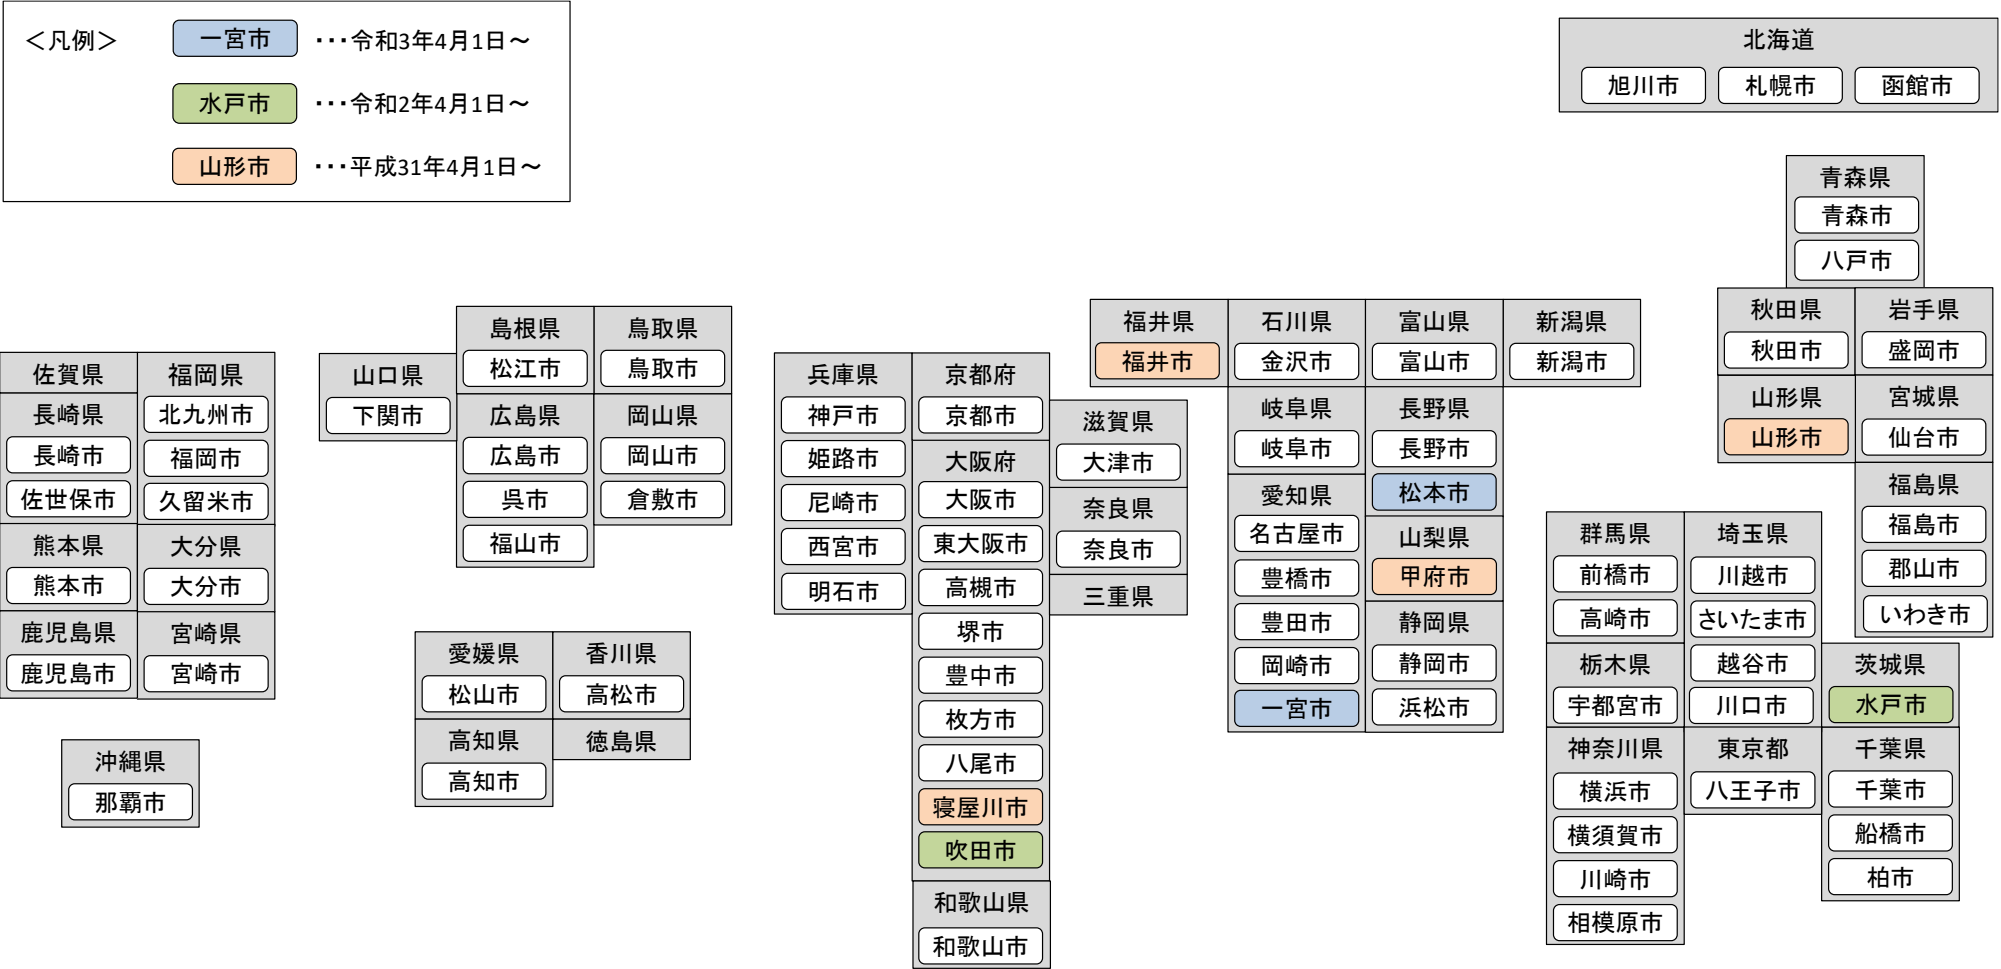 ＜凡例＞
一宮市 ・・・令和3年4月1日～
水戸市 ・・・令和2年4月1日～
山形市 ・・・平成31年4月1日～
北海道
旭川市 札幌市 函館市
青森県
青森市
八戸市
秋田県
秋田市
岩手県
盛岡市
山形県
山形市
宮城県
仙台市
福島県
福島市
郡山市
いわき市
福井県
福井市
石川県
金沢市
富山県
富山市
新潟県
新潟市
岐阜県
岐阜市
長野県
長野市
松本市
愛知県
名古屋市
豊橋市
豊田市
岡崎市
一宮市
山梨県
甲府市
静岡県
静岡市
浜松市
群馬県
前橋市
高崎市
埼玉県
川越市
さいたま市
越谷市
川口市
栃木県
宇都宮市
茨城県
水戸市
神奈川県
横浜市
横須賀市
川崎市
相模原市
東京都
八王子市
千葉県
千葉市
船橋市
柏市
兵庫県
神戸市
姫路市
尼崎市
西宮市
明石市
京都府
京都市
大阪府
大阪市
東大阪市
高槻市
堺市
豊中市
枚方市
八尾市
寝屋川市
吹田市
和歌山県
和歌山市
滋賀県
大津市
奈良県
奈良市
三重県
島根県
松江市
鳥取県
鳥取市
山口県
下関市
広島県
広島市
呉市
福山市
岡山県
岡山市
倉敷市
愛媛県
松山市
香川県
高松市
高知県
高知市
徳島県
佐賀県
福岡県
北九州市
福岡市
久留米市
長崎県
長崎市
佐世保市
熊本県
熊本市
大分県
大分市
鹿児島県
鹿児島市
宮崎県
宮崎市
沖縄県
那覇市